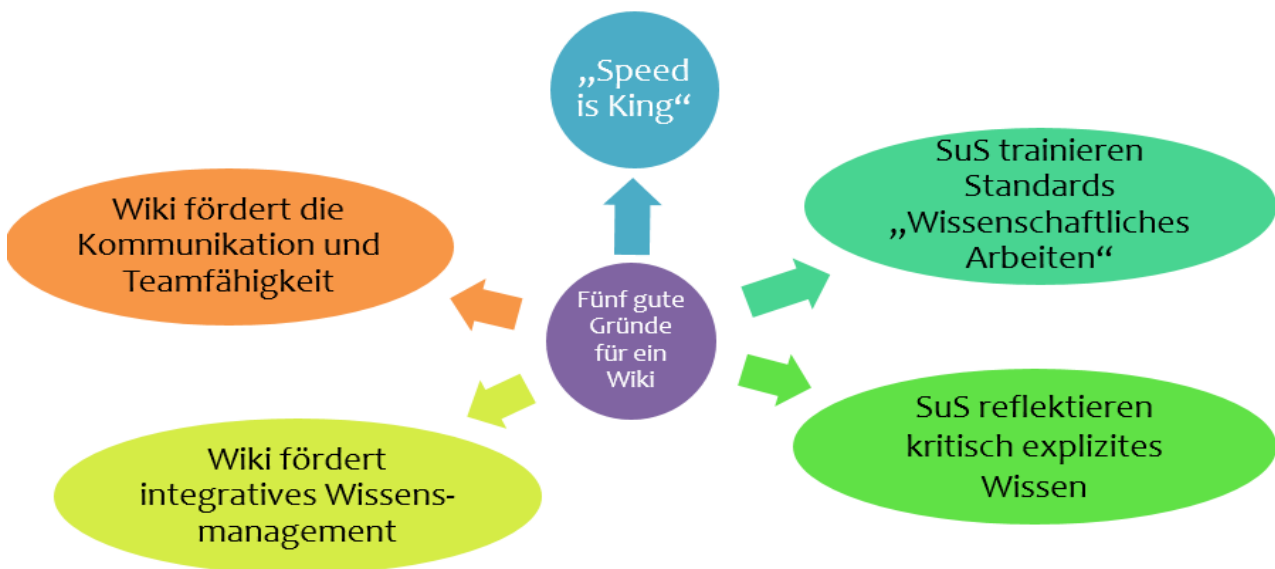 „Speed
is King“
SuS trainieren
Standards
„Wissenschaftliches
Arbeiten“
Wiki fördert die
Kommunikation und
Teamfähigkeit
Fünf gute
Gründe
für ein
Wiki
SuS reflektieren
kritisch explizites
Wissen
Wiki fördert
integratives Wissens-
management